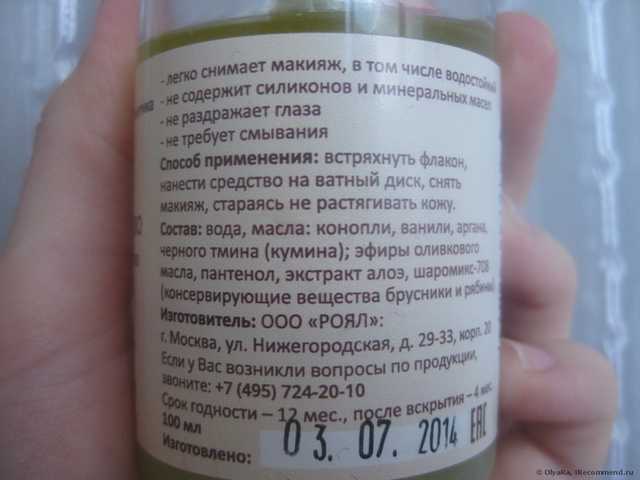 - легко снимает макияж, в том числе водостойкий
- не содержит силиконов и минеральных масел
- не раздражает глаза
- не требует смывания
Способ применения: встряхнуть флакон,
нанести средство на ватный диск, снять
макияж, стараясь не растягивать кожу.
Состав: вода, масла: конопли, ванили, аргана,
черного тмина (кумина); эфиры оливкового
масла, пантенол, экстракт алоэ, шаромикс-708
(консервирующие вещества брусники и рябины)
Изготовитель: ООО «РОЯЛ»:
г. Москва, ул. Нижегородская, д. 29-33, корп. 20
Если у Вас возникли вопросы по продукции,
звоните: +7 (495) 724-20-10
Срок годности – 12 мес., после вскрытия – 4 мес.
100 мл
Изготовлено: 03. 07. 2014 EAC
© OlyaRa, IRecommend.ru